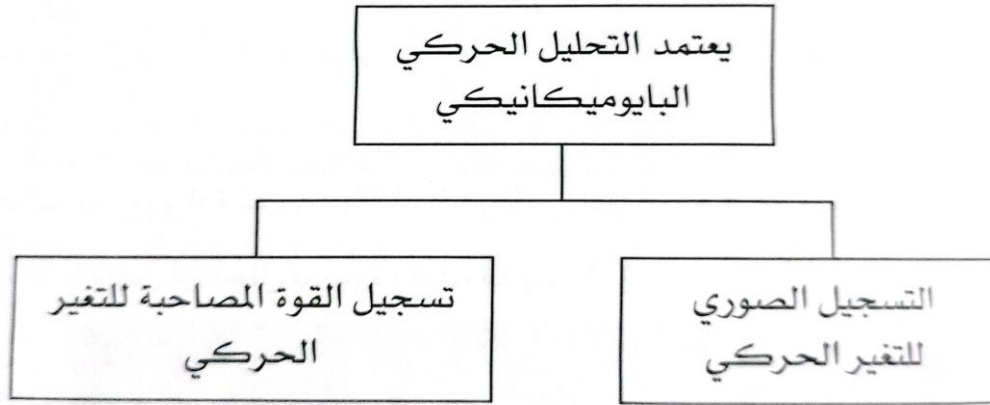 يعتمد التحليل الحركي
البايوميكانيكي
التسجيل الصوري
للتغير الحركي
تسجيل القوة المصاحبة للتغير
الحركي